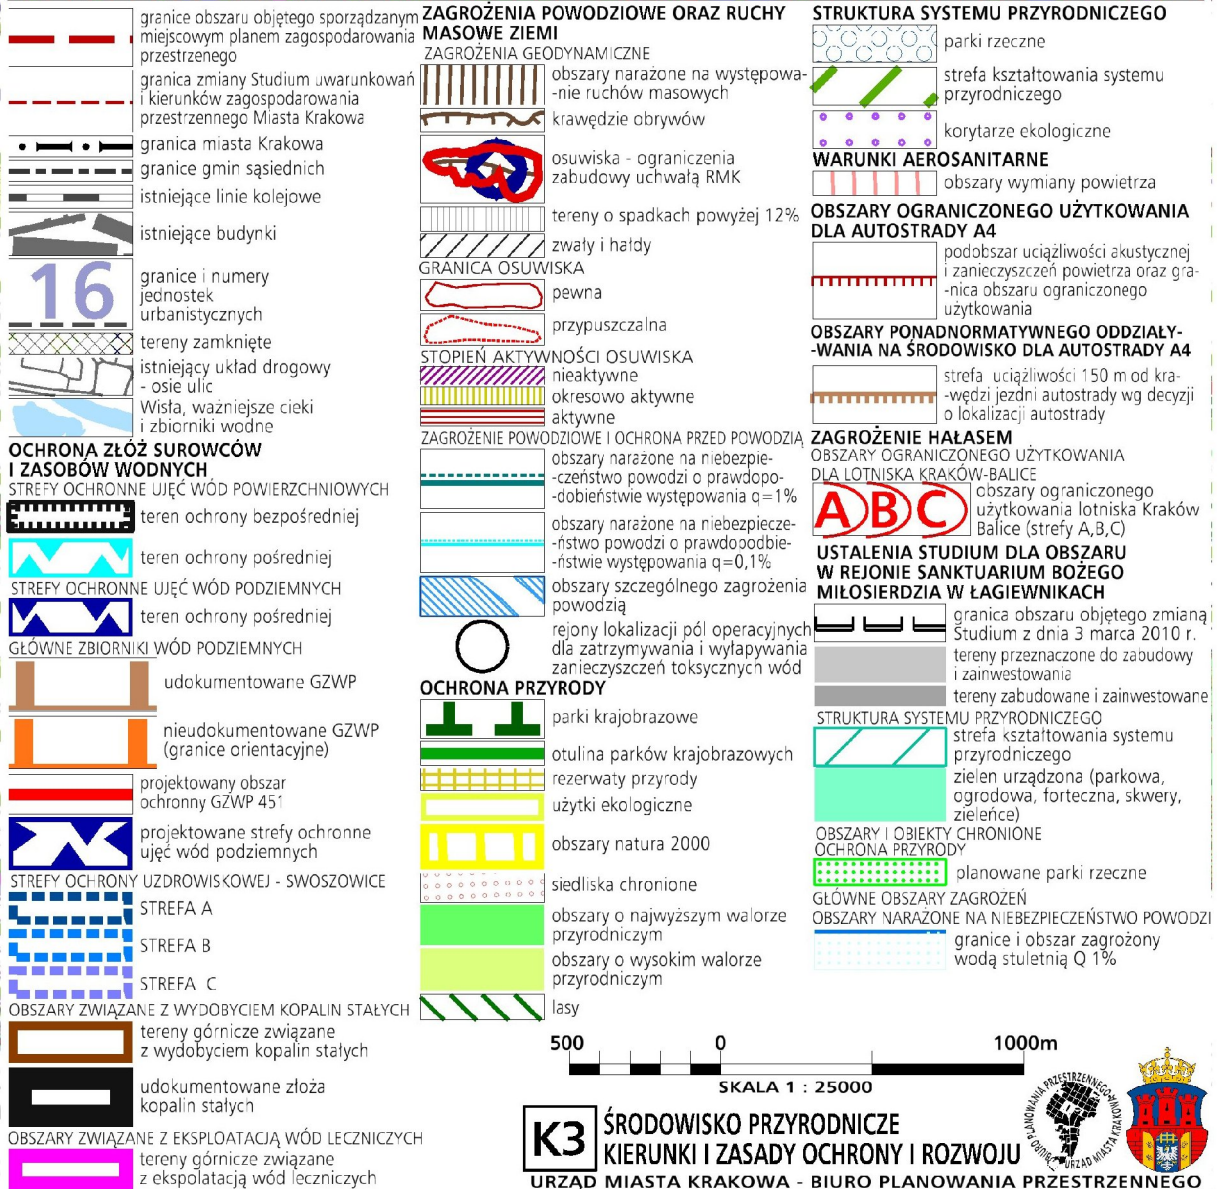 granice obszaru objętego sporządzanym
miejscowym planem zagospodarowania
przestrzenego
granica zmiany Studium uwarunkowań
i kierunków zagospodarowania
przestrzennego Miasta Krakowa
granica miasta Krakowa
granice gmin sąsiednich
istniejące linie kolejowe
istniejące budynki
16
granice i numery
jednostek
urbanistycznych
tereny zamknięte
istniejący układ drogowy
- osie ulic
Wisła, ważniejsze cieki
i zbiorniki wodne
OCHRONA ZŁÓŻ SUROWCÓW
I ZASOBÓW WODNYCH
STREFY OCHRONNE UJĘĆ WÓD POWIERZCHNIOWYCH
teren ochrony bezpośredniej
teren ochrony pośredniej
STREFY OCHRONNE UJĘĆ WÓD PODZIEMNYCH
teren ochrony pośredniej
GŁÓWNE ZBIORNIKI WÓD PODZIEMNYCH
udokumentowane GZWP
nieudokumentowane GZWP
(granice orientacyjne)
projektowany obszar
ochronny GZWP 451
projektowane strefy ochronne
ujęć wód podziemnych
STREFY OCHRONY UZDROWISKOWEJ - SWOSZOWICE
STREFA A
STREFA B
STREFA C
OBSZARY ZWIĄZANE Z WYDOBYCIEM KOPALIN STAŁYCH
tereny górnicze związane
z wydobyciem kopalin stałych
udokumentowane złoża
kopalin stałych
OBSZARY ZWIĄZANE Z EKSPLOATACJĄ WÓD LECZNICZYCH
tereny górnicze związane
z ekspolatacją wód leczniczych
ZAGROŻENIA POWODZIOWE ORAZ RUCHY
MASOWE ZIEMI
ZAGROŻENIA GEODYNAMICZNE
obszary narażone na występowa-
-nie ruchów masowych
krawędzie obrywów
osuwiska - ograniczenia
zabudowy uchwałą RMK
tereny o spadkach powyżej 12%
zwały i hałdy
GRANICA OSUWISKA
pewna
przypuszczalna
STOPIEŃ AKTYWNOŚCI OSUWISKA
nieaktywne
okresowo aktywne
aktywne
ZAGROŻENIE POWODZIOWE I OCHRONA PRZED POWODZIĄ
obszary narażone na niebezpie-
-czeństwo powodzi o prawdopo-
-dobieństwie występowania q=1%
obszary narażone na niebezpiecze-
-ństwo powodzi o prawdooodbie-
-ństwie występowania q=0,1%
obszary szczególnego zagrożenia
powodzią
rejony lokalizacji pól operacyjnych
dla zatrzymywania i wyłapywania
zanieczyszczeń toksycznych wód
OCHRONA PRZYRODY
parki krajobrazowe
otulina parków krajobrazowych
rezerwaty przyrody
użytki ekologiczne
obszary natura 2000
siedliska chronione
obszary o najwyższym walorze
przyrodniczym
obszary o wysokim walorze
przyrodniczym
lasy
STRUKTURA SYSTEMU PRZYRODNICZEGO
parki rzeczne
strefa kształtowania systemu
przyrodniczego
korytarze ekologiczne
WARUNKI AEROSANITARNE
obszary wymiany powietrza
OBSZARY OGRANICZONEGO UŻYTKOWANIA
DLA AUTOSTRADY A4
podobszar uciążliwości akustycznej
i zanieczyszczeń powietrza oraz gra-
-nica obszaru ograniczonego
użytkowania
OBSZARY PONADNORMATYWNEGO ODDZIAŁY-
-WANIA NA ŚRODOWISKO DLA AUTOSTRADY A4
strefa uciążliwości 150 m od kra-
-wędzi jezdni autostrady wg decyzji
o lokalizacji autostrady
ZAGROŻENIE HAŁASEM
OBSZARY OGRANICZONEGO UŻYTKOWANIA
DLA LOTNISKA KRAKÓW-BALICE
A B C
obszary ograniczonego
użytkowania lotniska Kraków
Balice (strefy A,B,C)
USTALENIA STUDIUM DLA OBSZARU
W REJONIE SANKTUARIUM BOŻEGO
MIŁOSIERDZIA W ŁAGIEWNIKACH
granica obszaru objętego zmianą
Studium z dnia 3 marca 2010 r.
tereny przeznaczone do zabudowy
i zainwestowania
tereny zabudowane i zainwestowane
STRUKTURA SYSTEMU PRZYRODNICZEGO
strefa kształtowania systemu
przyrodniczego
zielen urządzona (parkowa,
ogrodowa, forteczna, skwery,
zieleńce)
OBSZARY I OBIEKTY CHRONIONE
OCHRONA PRZYRODY
planowane parki rzeczne
GŁÓWNE OBSZARY ZAGROŻEŃ
OBSZARY NARAŻONE NA NIEBEZPIECZEŃSTWO POWODZI
granice i obszar zagrożony
wodą stuletnią Q 1%
500 0 1000m
SKALA 1 : 25000
K3
ŚRODOWISKO PRZYRODNICZE
KIERUNKI I ZASADY OCHRONY I ROZWOJU
BIURO PLANOWANIA PRZESTRZENNEGO
URZĄD MIASTA KRAKOWA
URZĄD MIASTA KRAKOWA - BIURO PLANOWANIA PRZESTRZENNEGO